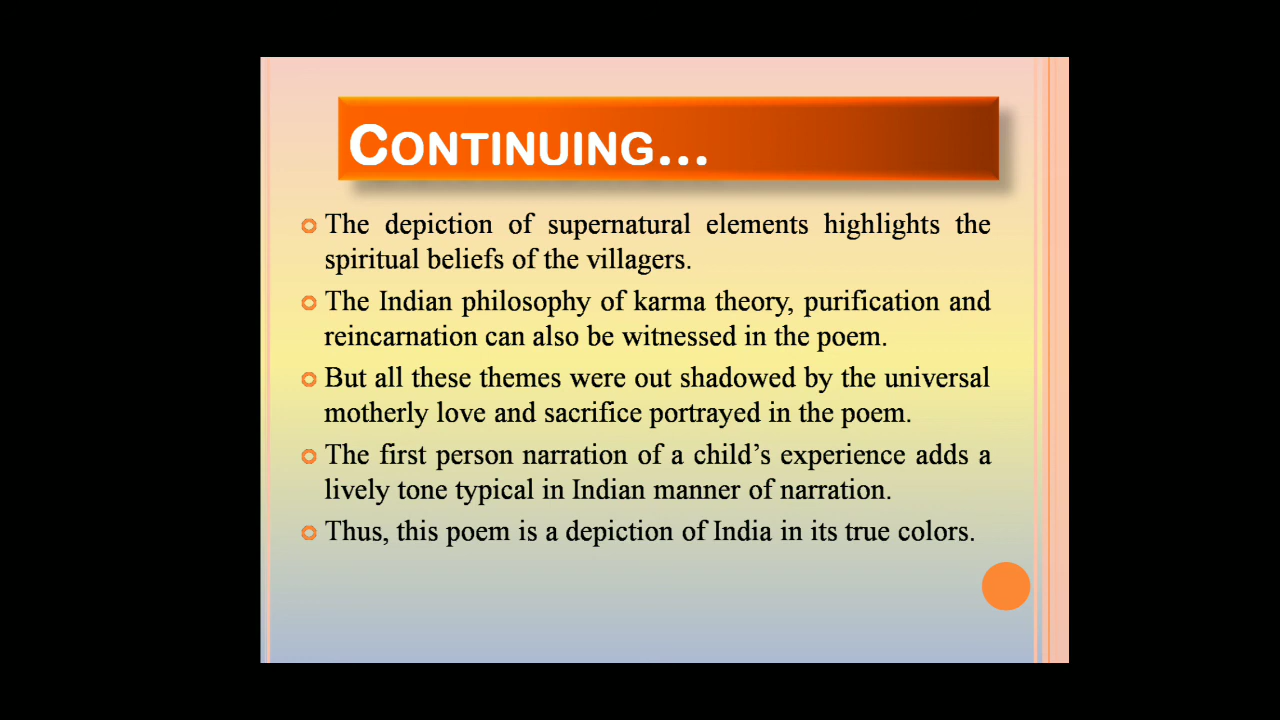 CONTINUING...
The depiction of supernatural elements highlights the
spiritual beliefs of the villagers.
The Indian philosophy of karma theory, purification and
reincarnation can also be witnessed in the poem.
But all these themes were out shadowed by the universal
motherly love and sacrifice portrayed in the poem.
The first person narration of a child’s experience adds a
lively tone typical in Indian manner of narration.
Thus, this poem is a depiction of India in its true colors.